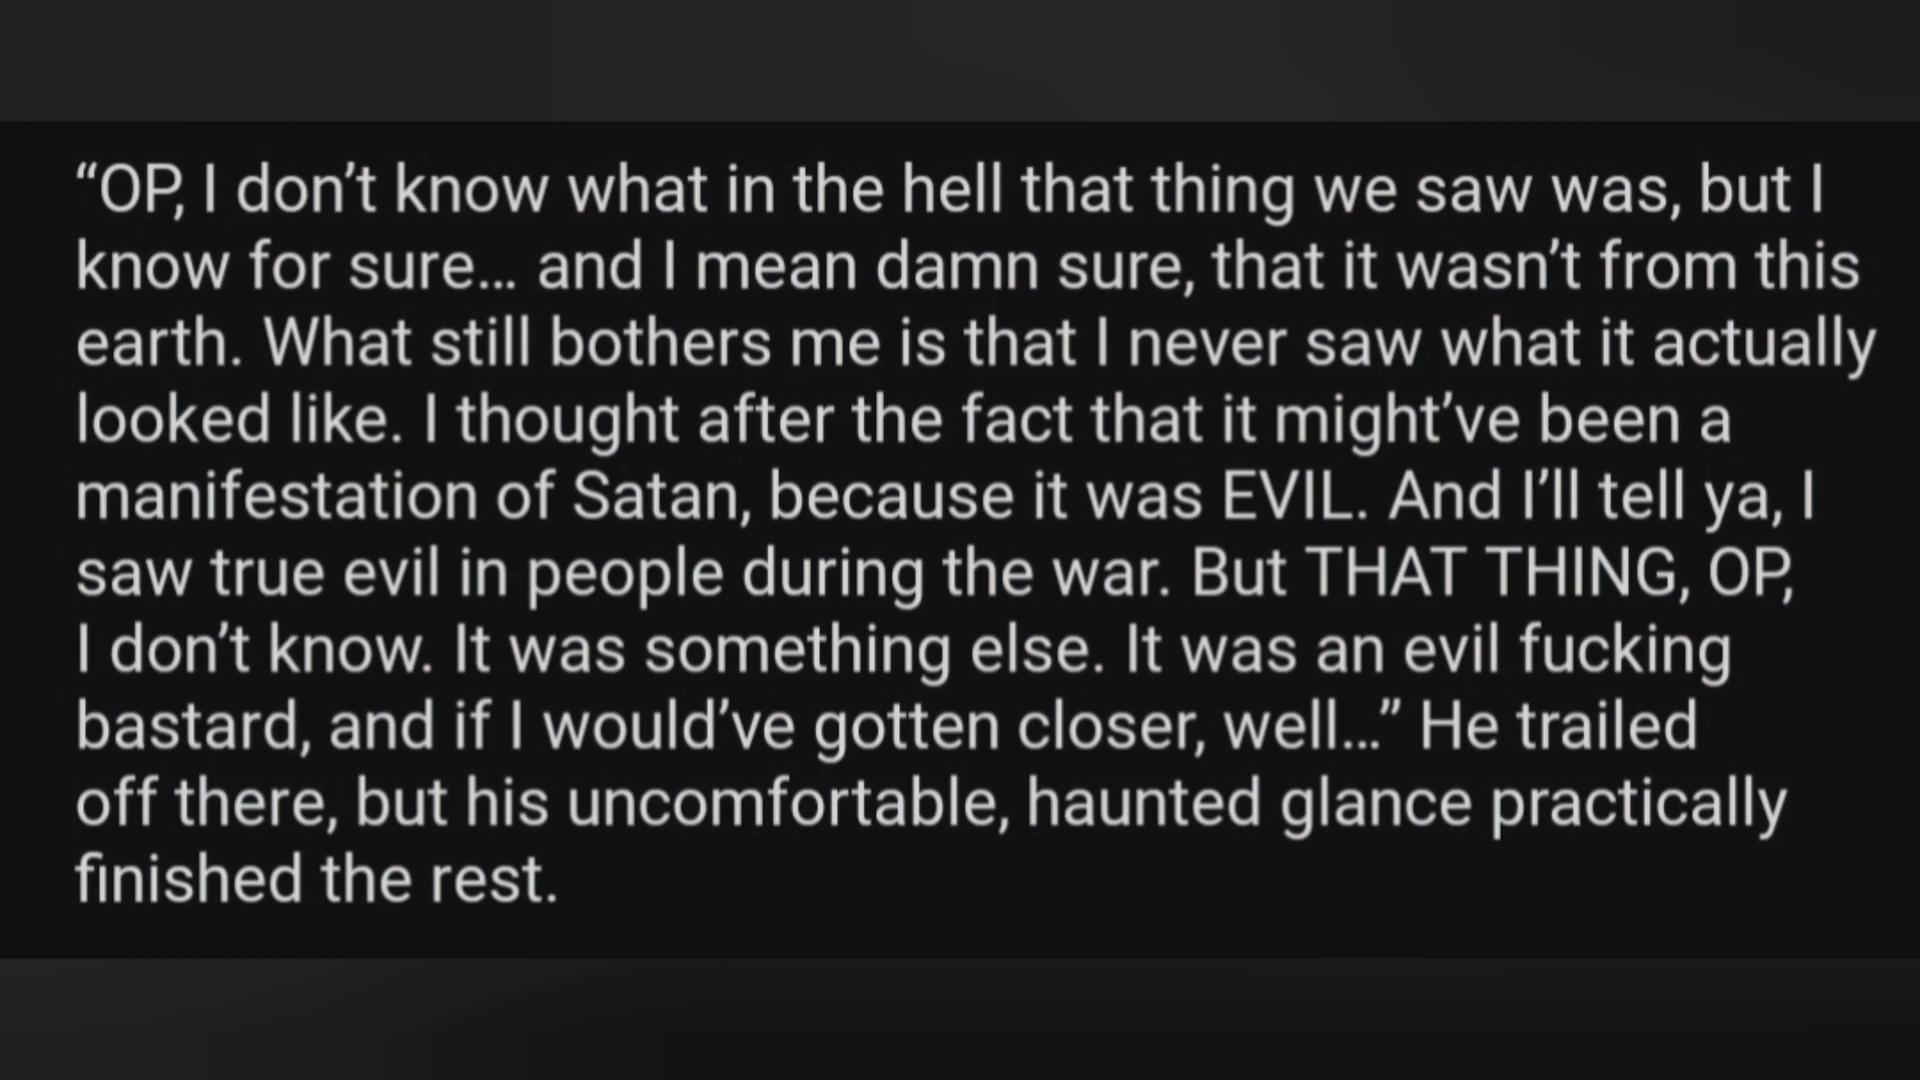 “OP, I don’t know what in the hell that thing we saw was, but I
know for sure... and I mean damn sure, that it wasn’t from this
earth. What still bothers me is that I never saw what it actually
looked like. I thought after the fact that it might’ve been a
manifestation of Satan, because it was EVIL. And I’ll tell ya, I
saw true evil in people during the war. But THAT THING, OP,
I don’t know. It was something else. It was an evil fucking
bastard, and if I would’ve gotten closer, well...” He trailed
off there, but his uncomfortable, haunted glance practically
finished the rest.